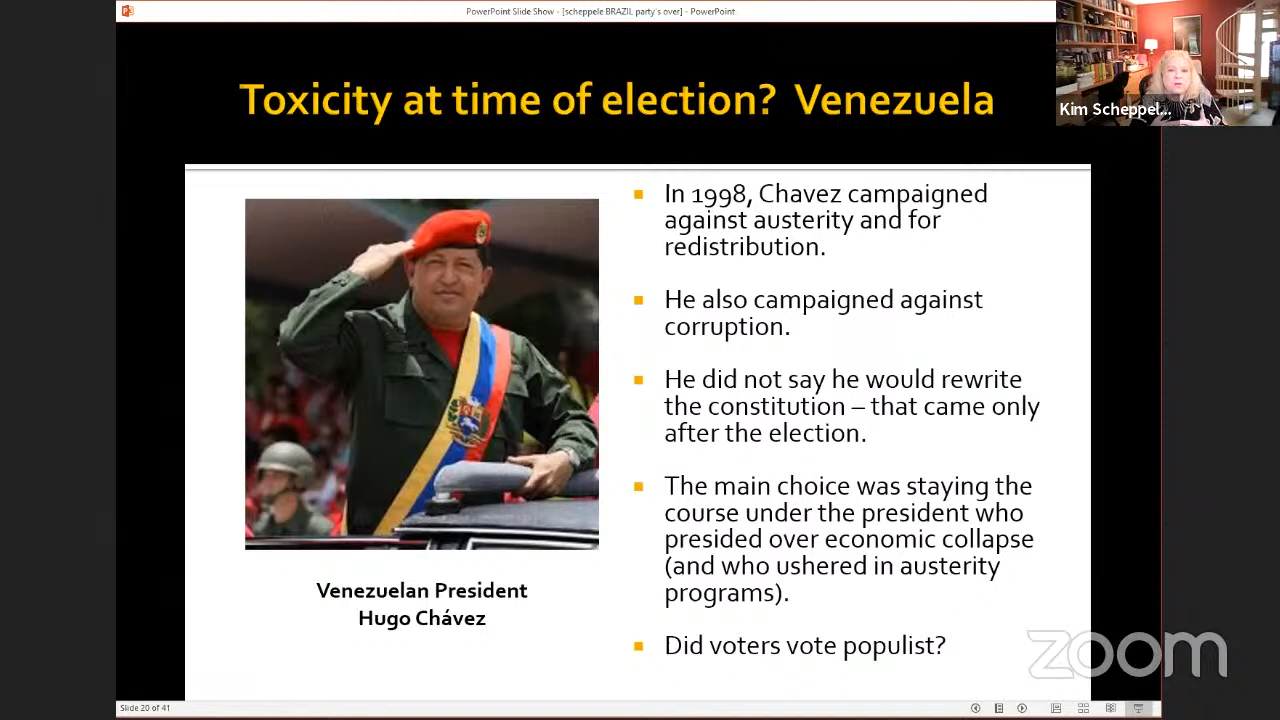 PowerPoint Slide Show - [scheppele BRAZIL party's over] - PowerPoint
Kim Scheppel...
Toxicity at time of election? Venezuela
In 1998, Chavez campaigned
against austerity and for
redistribution.
He also campaigned against
corruption.
He did not say he would rewrite
the constitution – that came only
after the election.
The main choice was staying the
course under the president who
presided over economic collapse
(and who ushered in austerity
programs).
Did voters vote populist?
Venezuelan President
Hugo Chávez
zoom
Slide 20 of 41